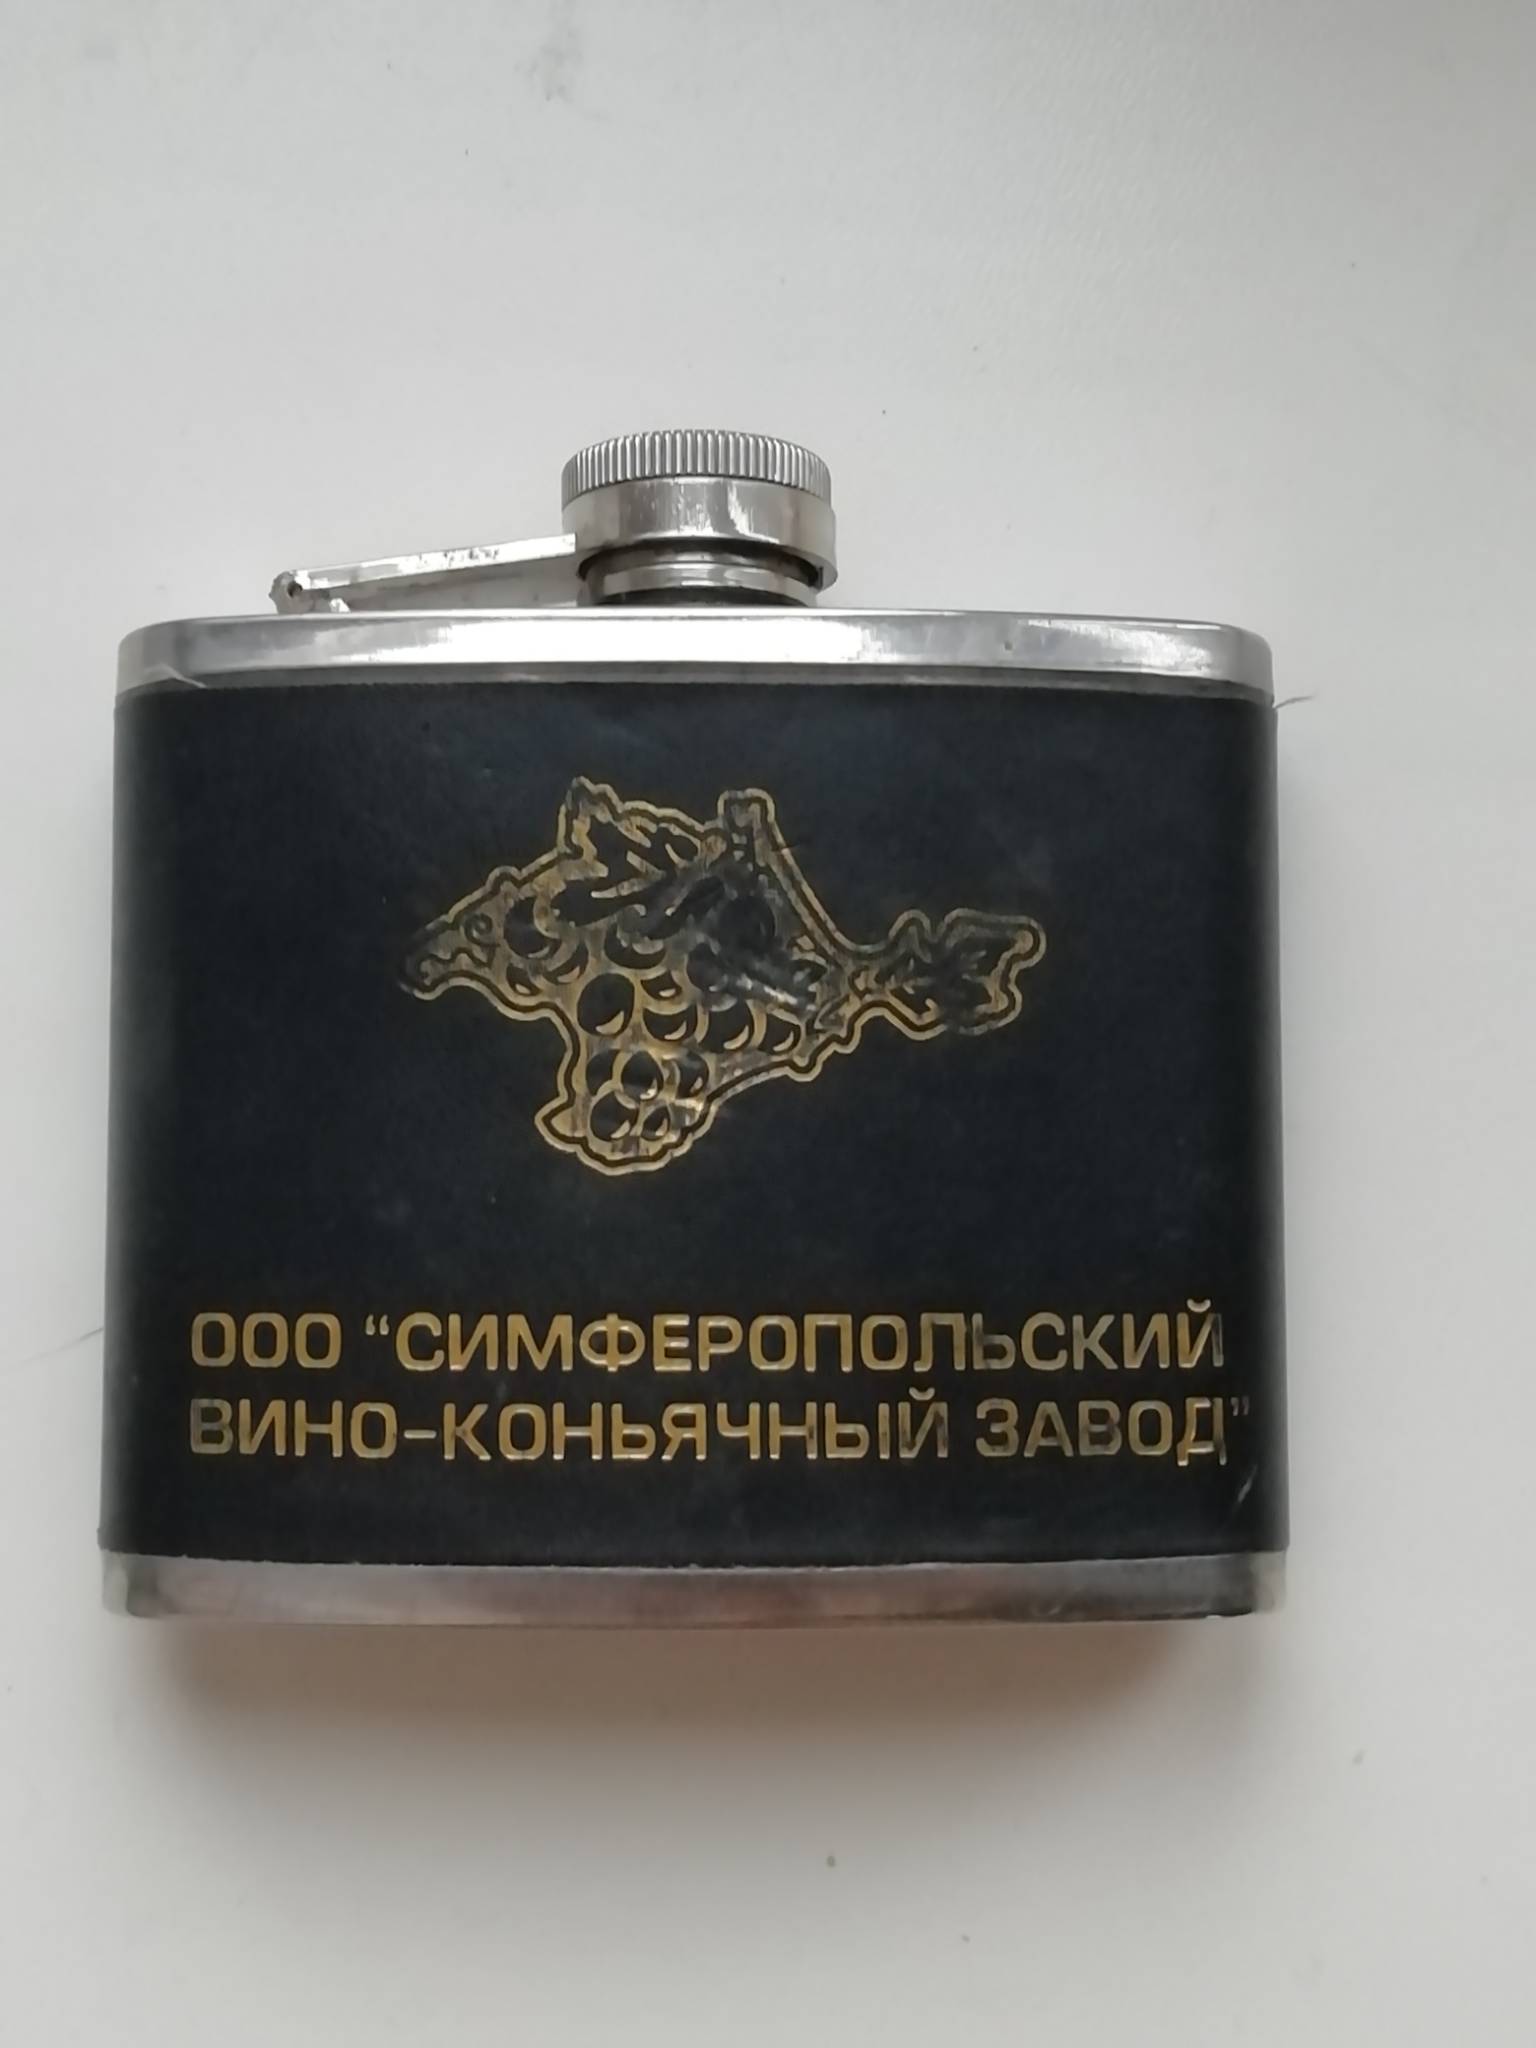 ООО “СИМФЕРОПОЛЬСКИЙ
ВИНО-КОНЬЯЧНЫЙ ЗАВОД”